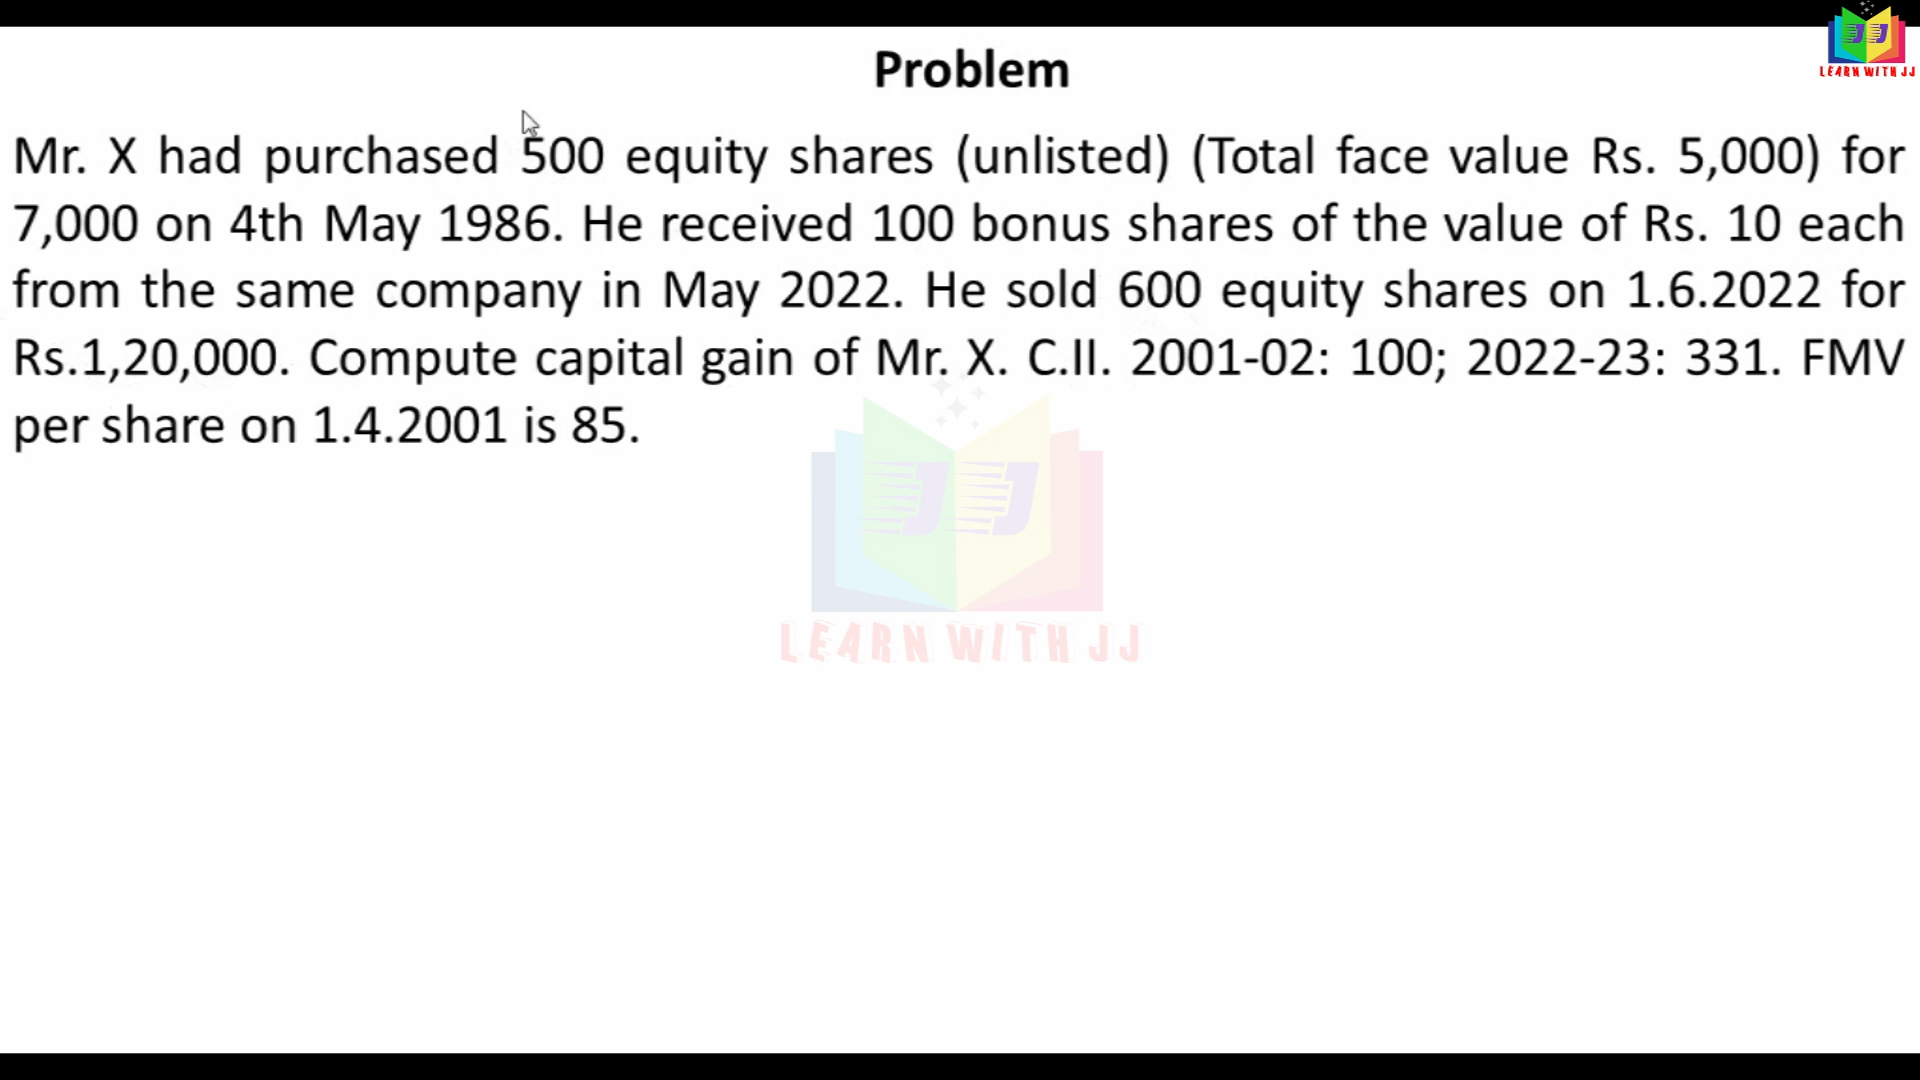 LEARN WITH JJ
Problem
Mr. X had purchased 500 equity shares (unlisted) (Total face value Rs. 5,000) for
7,000 on 4th May 1986. He received 100 bonus shares of the value of Rs. 10 each
from the same company in May 2022. He sold 600 equity shares on 1.6.2022 for
Rs.1,20,000. Compute capital gain of Mr. X. C.II. 2001-02: 100; 2022-23: 331. FMV
per share on 1.4.2001 is 85.
JJ
LEARN WITH JJ